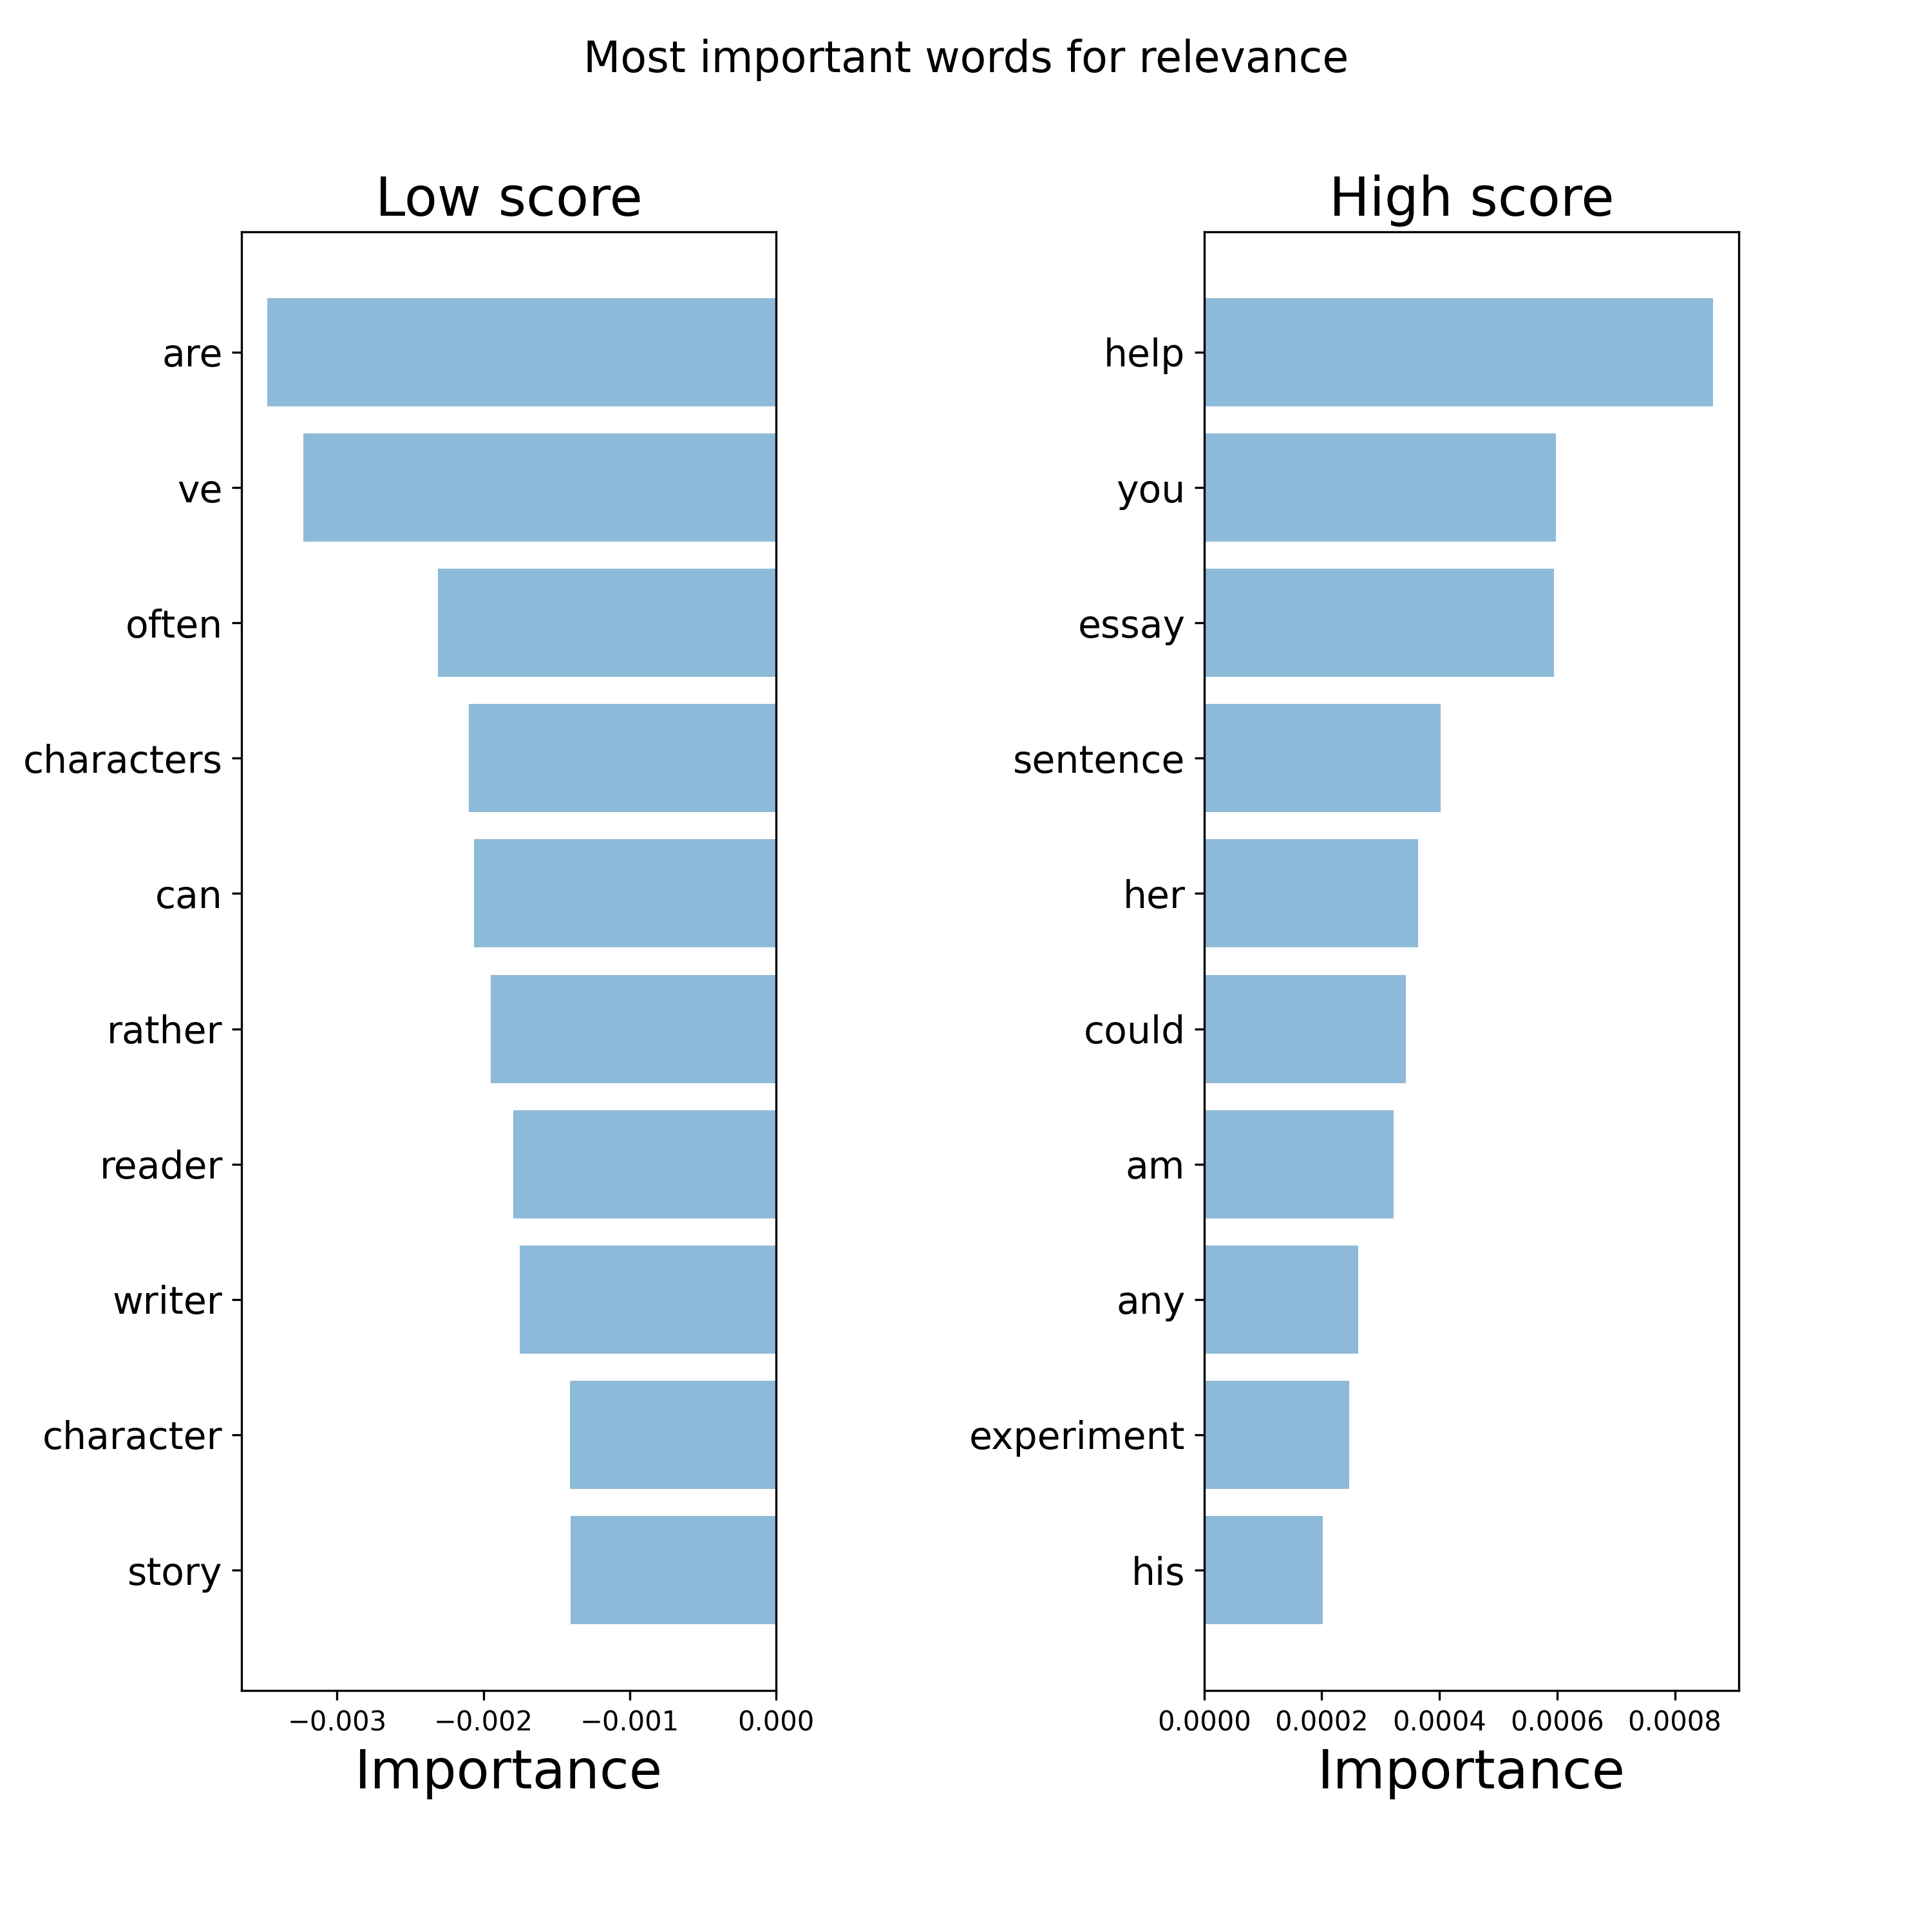 Most important words for relevance
Low score
are
ve
often
characters
can
rather
reader
writer
character
story
−0.003 −0.002 −0.001 0.000
Importance
High score
help
you
essay
sentence
her
could
am
any
experiment
his
0.0000 0.0002 0.0004 0.0006 0.0008
Importance